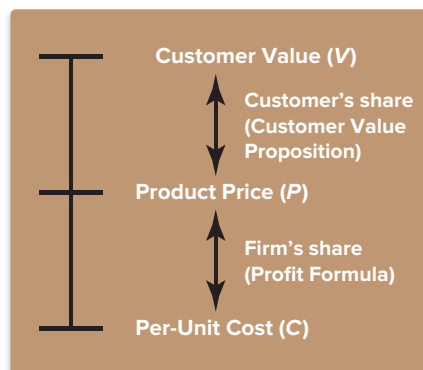 Customer Value (V)
Customer's share
(Customer Value
Proposition)
Product Price (P)
Firm's share
(Profit Formula)
Per-Unit Cost (C)